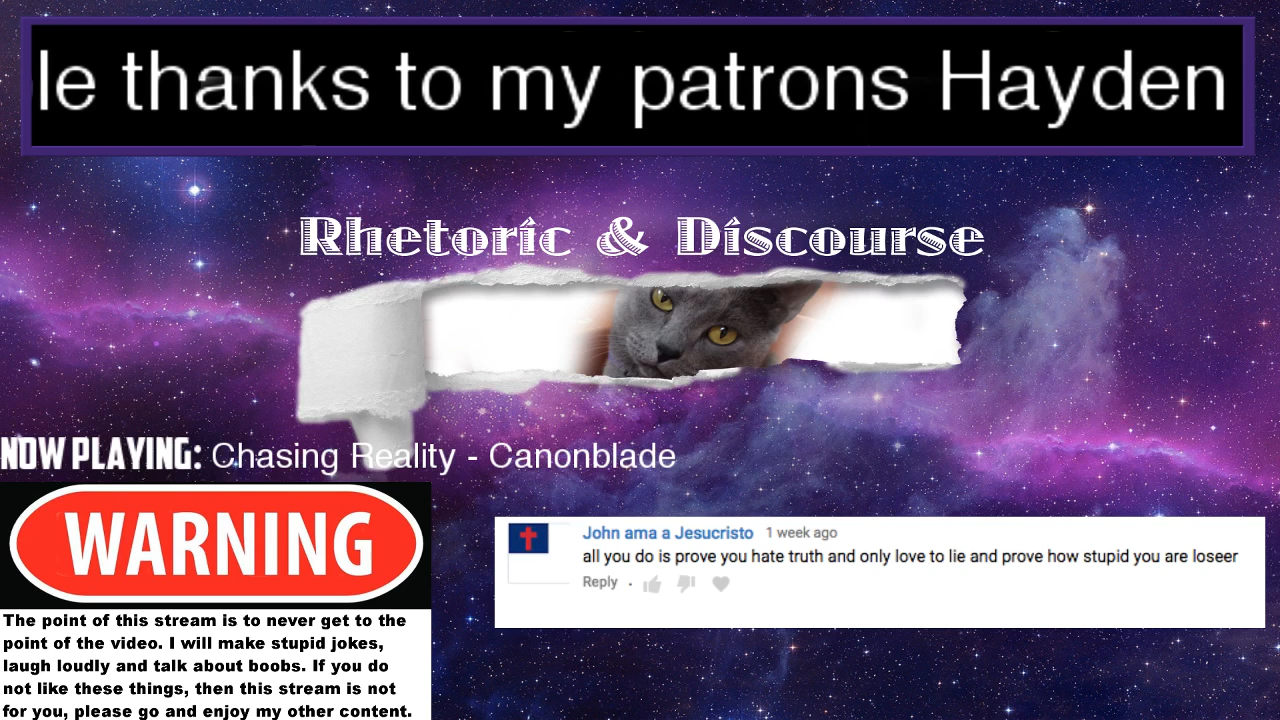 le thanks to my patrons Hayden
Rhetoric & Discourse
NOW PLAYING: Chasing Reality - Canonblade
WARNING
The point of this stream is to never get to the
point of the video. I will make stupid jokes,
laugh loudly and talk about boobs. If you do
not like these things, then this stream is not
for you, please go and enjoy my other content.
John ama a Jesucristo 1 week ago
all you do is prove you hate truth and only love to lie and prove how stupid you are loseer
Reply ·